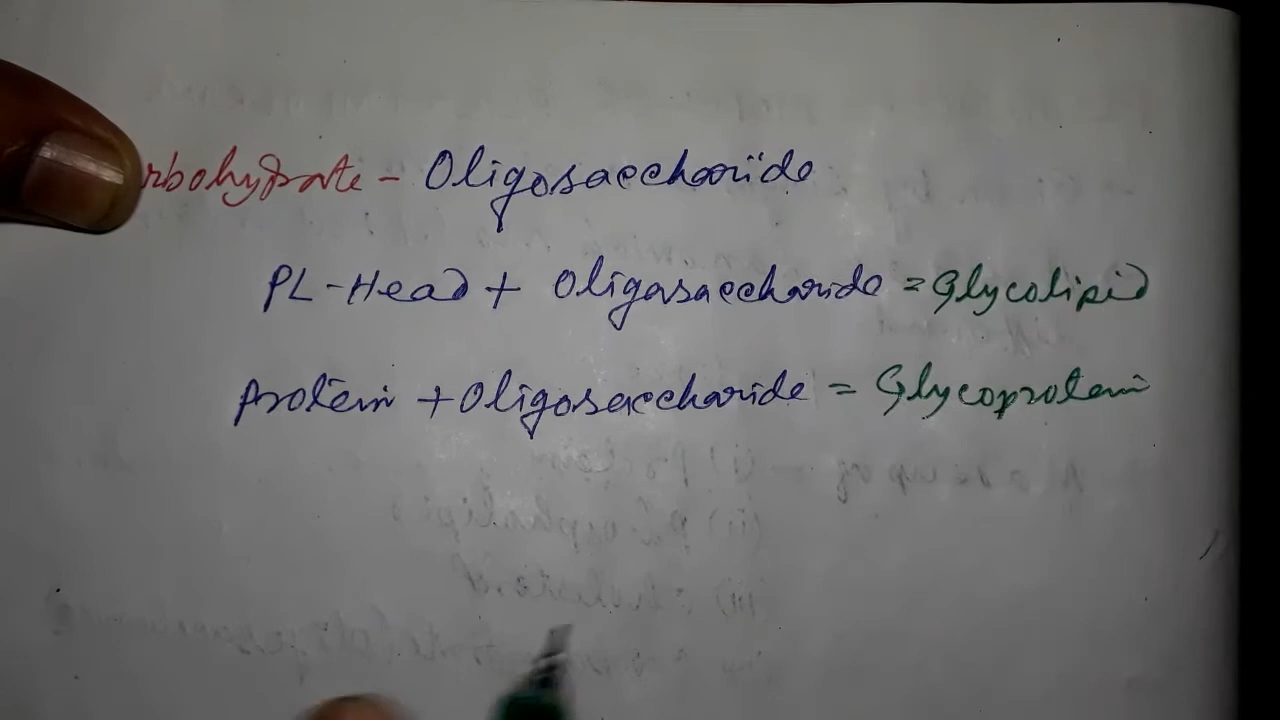 rbohydrate - Oligosaccharide
PL-Head + Oligosaccharide = Glycolipid
Protein + Oligosaccharide = Glycoprotein